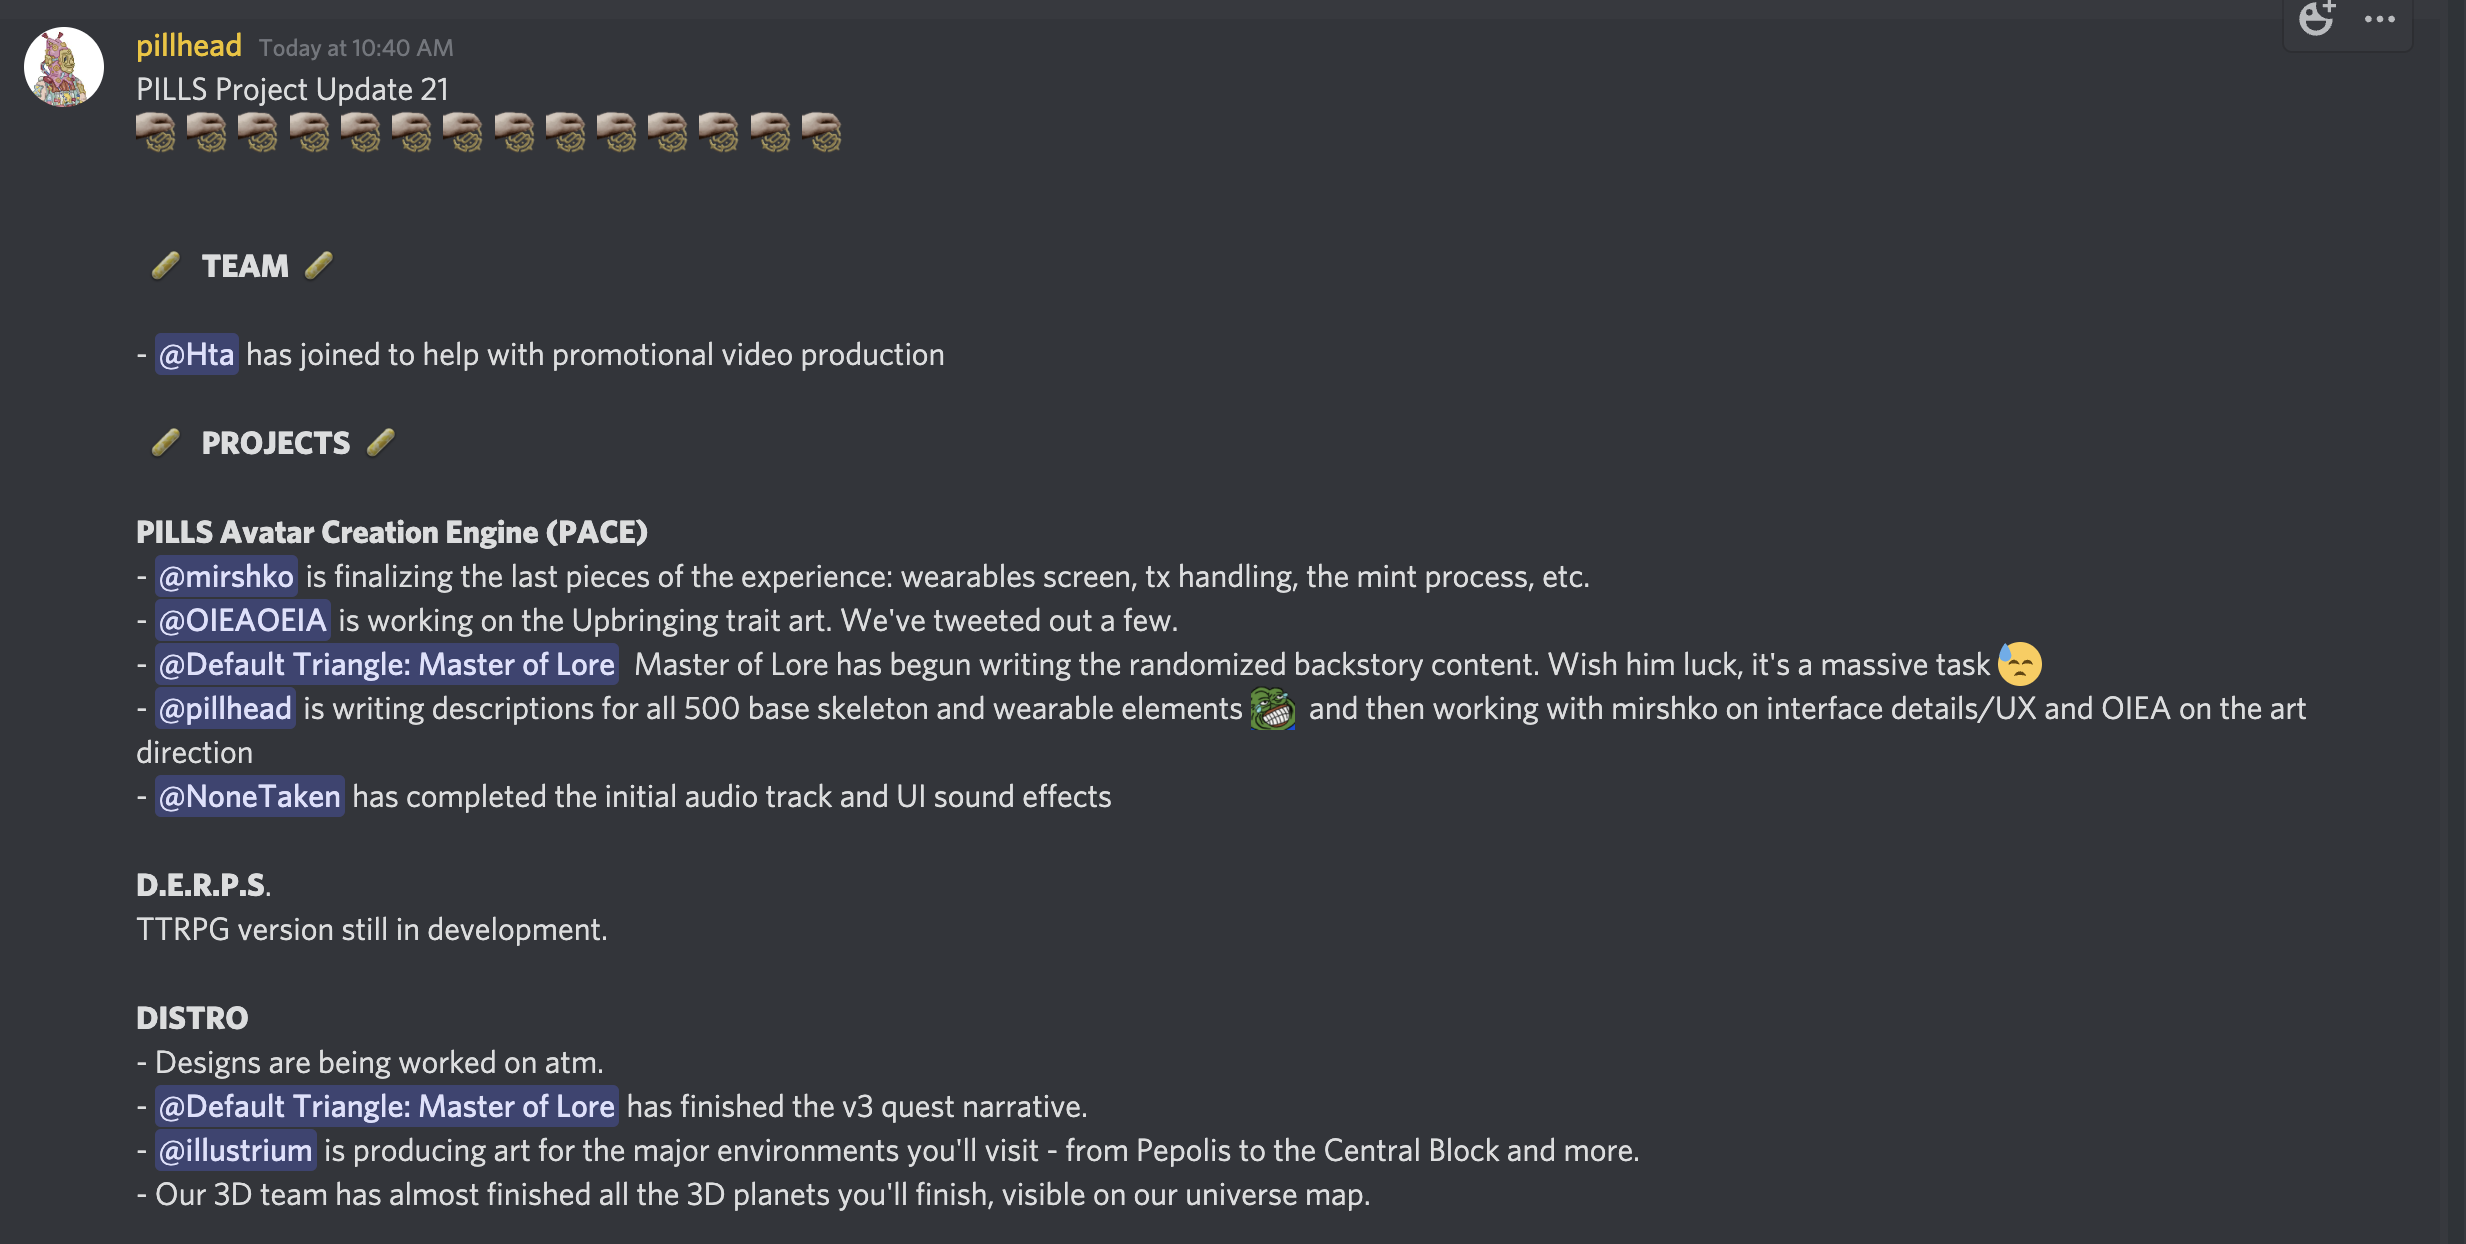 pillhead Today at 10:40 AM
PILLS Project Update 21
TEAM
- @Hta has joined to help with promotional video production
PROJECTS
PILLS Avatar Creation Engine (PACE)
- @mirshko is finalizing the last pieces of the experience: wearables screen, tx handling, the mint process, etc.
- @OIEAOEIA is working on the Upbringing trait art. We've tweeted out a few.
- @Default Triangle: Master of Lore Master of Lore has begun writing the randomized backstory content. Wish him luck, it's a massive task 😓
- @pillhead is writing descriptions for all 500 base skeleton and wearable elements and then working with mirshko on interface details/UX and OIEA on the art
direction
- @NoneTaken has completed the initial audio track and UI sound effects
D.E.R.P.S.
TTRPG version still in development.
DISTRO
- Designs are being worked on atm.
- @Default Triangle: Master of Lore has finished the v3 quest narrative.
- @illustrium is producing art for the major environments you'll visit - from Pepolis to the Central Block and more.
- Our 3D team has almost finished all the 3D planets you'll finish, visible on our universe map.